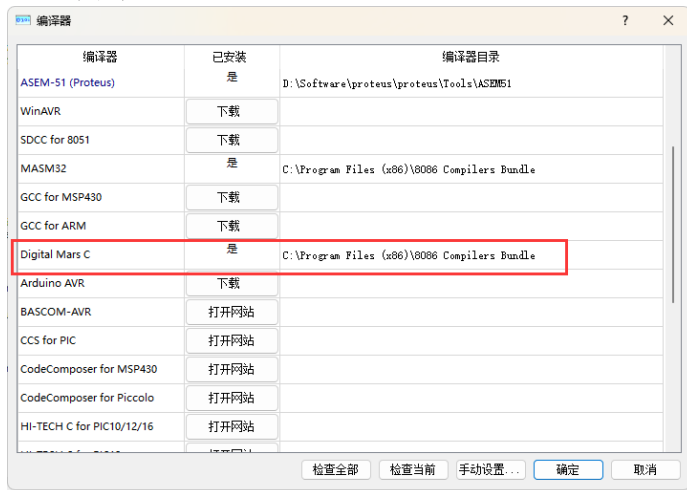 编译器
?
×
编译器 已安装 编译器目录
ASEM-51 (Proteus) 是 D:\Software\proteus\proteus\Tools\ASEM51
WinAVR 下载
SDCC for 8051 下载
MASM32 是 C:\Program Files (x86)\8086 Compilers Bundle
GCC for MSP430 下载
GCC for ARM 下载
Digital Mars C 是 C:\Program Files (x86)\8086 Compilers Bundle
Arduino AVR 下载
BASCOM-AVR 打开网站
CCS for PIC 打开网站
CodeComposer for MSP430 打开网站
CodeComposer for Piccolo 打开网站
HI-TECH C for PIC10/12/16 打开网站
检查全部 检查当前 手动设置... 确定 取消